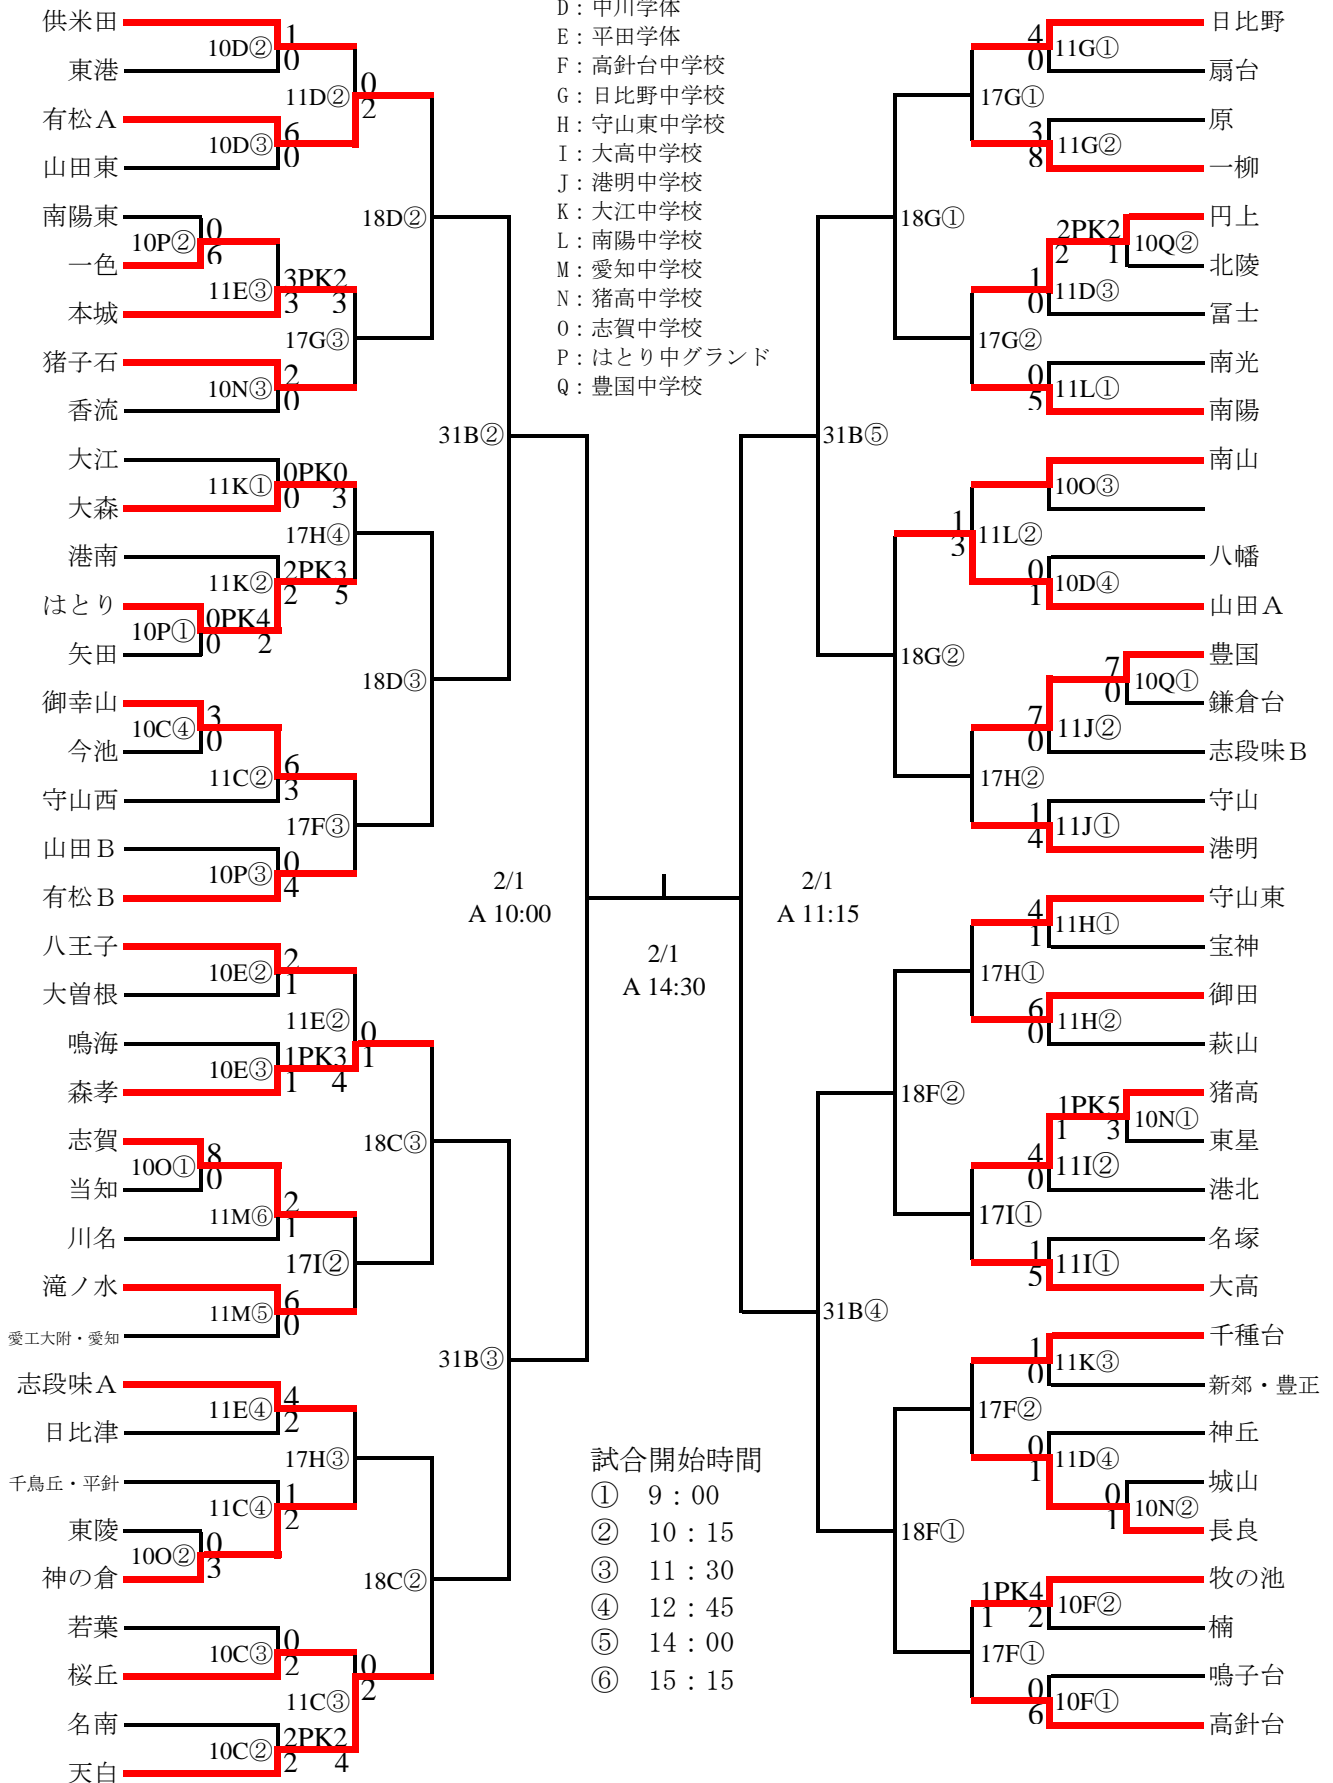 D：中川学体
E：平田学体
F：高針台中学校
G：日比野中学校
H：守山東中学校
I：大高中学校
J：港明中学校
K：大江中学校
L：南陽中学校
M：愛知中学校
N：猪高中学校
O：志賀中学校
P：はとり中グランド
Q：豊国中学校
供米田
10D② 1
0
東港
11D② 0
2
有松A
10D③ 6
0
山田東
18D②
南陽東
10P② 0
6
一色
11E③ 3PK2
3 3
本城
17G③
猪子石
10N③ 2
0
香流
31B②
大江
11K① 0PK0
0 3
大森
17H④
港南
11K② 2PK3
2 5
はとり
10P① 0PK4
0 2
矢田
18D③
御幸山
10C④ 3
0
今池
11C② 6
3
守山西
17F③
山田B
10P③ 0
4
有松B
2/1
A 10:00
八王子
10E② 2
1
大曽根
11E② 0
1
鳴海
10E③ 1PK3
1 4
森孝
18C③
志賀
10O① 8
0
当知
11M⑥ 2
1
川名
17I②
滝ノ水
11M⑤ 6
0
愛工大附・愛知
31B③
志段味A
11E④ 4
2
日比津
17H③
千鳥丘・平針
11C④ 1
2
東陵
10O② 0
3
神の倉
18C②
若葉
10C③ 0
2
桜丘
11C③ 0
2
名南
10C② 2PK2
2 4
天白
2/1
A 14:30
日比野
4 11G①
0
扇台
17G①
原
3 11G②
8
一柳
18G①
円上
2PK2 10Q②
2 1
北陵
1 11D③
0
冨士
17G②
南光
0 11L①
5
南陽
31B⑤
南山
10O③
1 11L②
3
八幡
0 10D④
1
山田A
18G②
豊国
7 10Q①
0
鎌倉台
7 11J②
0
志段味B
17H②
守山
1 11J①
4
港明
2/1
A 11:15
守山東
4 11H①
1
宝神
17H①
御田
6 11H②
0
萩山
18F②
猪高
1PK5 10N①
1 3
東星
4 11I②
0
港北
17I①
名塚
1 11I①
5
大高
31B④
千種台
1 11K③
0
新郊・豊正
17F②
神丘
0 11D④
1
城山
0 10N②
1
長良
18F①
牧の池
1PK4 10F②
1 2
楠
17F①
鳴子台
0 10F①
6
高針台
試合開始時間
① 9：00
② 10：15
③ 11：30
④ 12：45
⑤ 14：00
⑥ 15：15